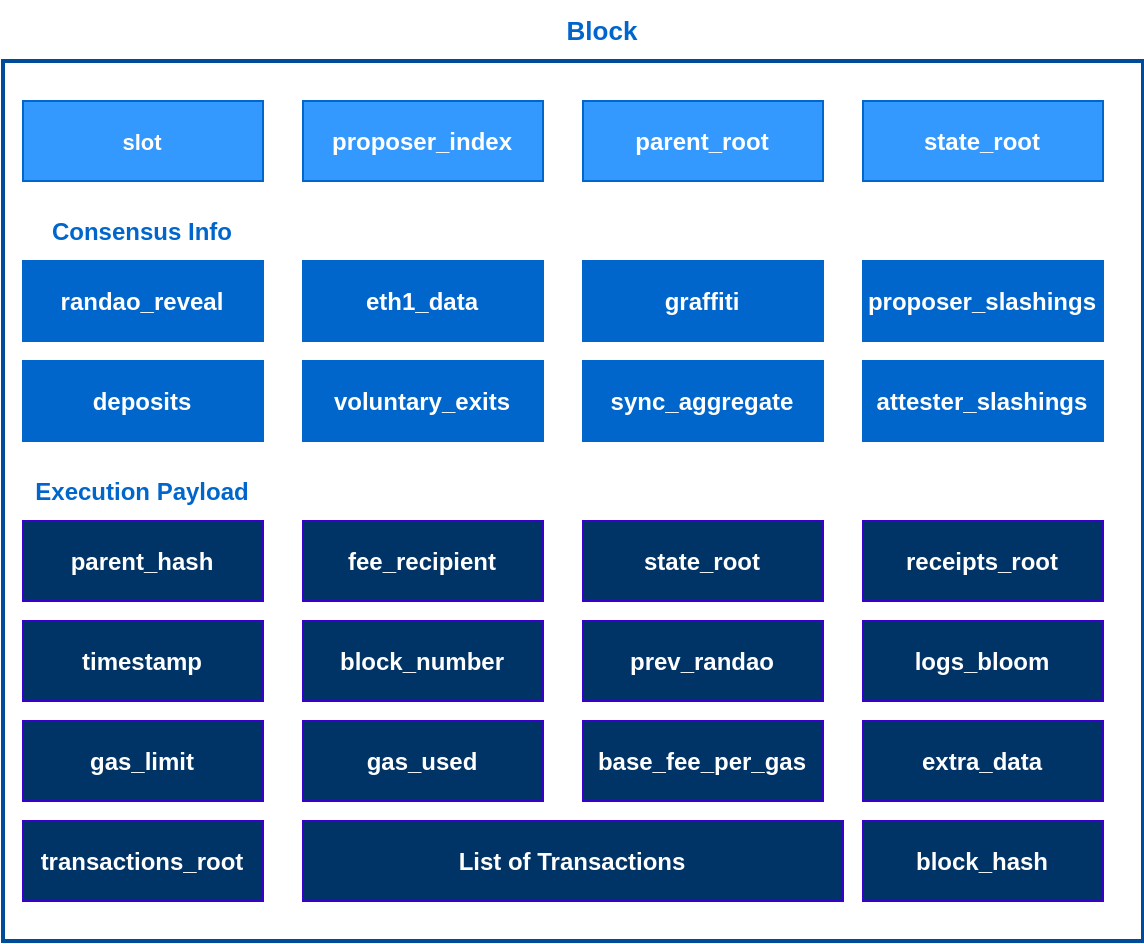 Block
slot
proposer_index
parent_root
state_root
Consensus Info
randao_reveal
eth1_data
graffiti
proposer_slashings
deposits
voluntary_exits
sync_aggregate
attester_slashings
Execution Payload
parent_hash
fee_recipient
state_root
receipts_root
timestamp
block_number
prev_randao
logs_bloom
gas_limit
gas_used
base_fee_per_gas
extra_data
transactions_root
List of Transactions
block_hash